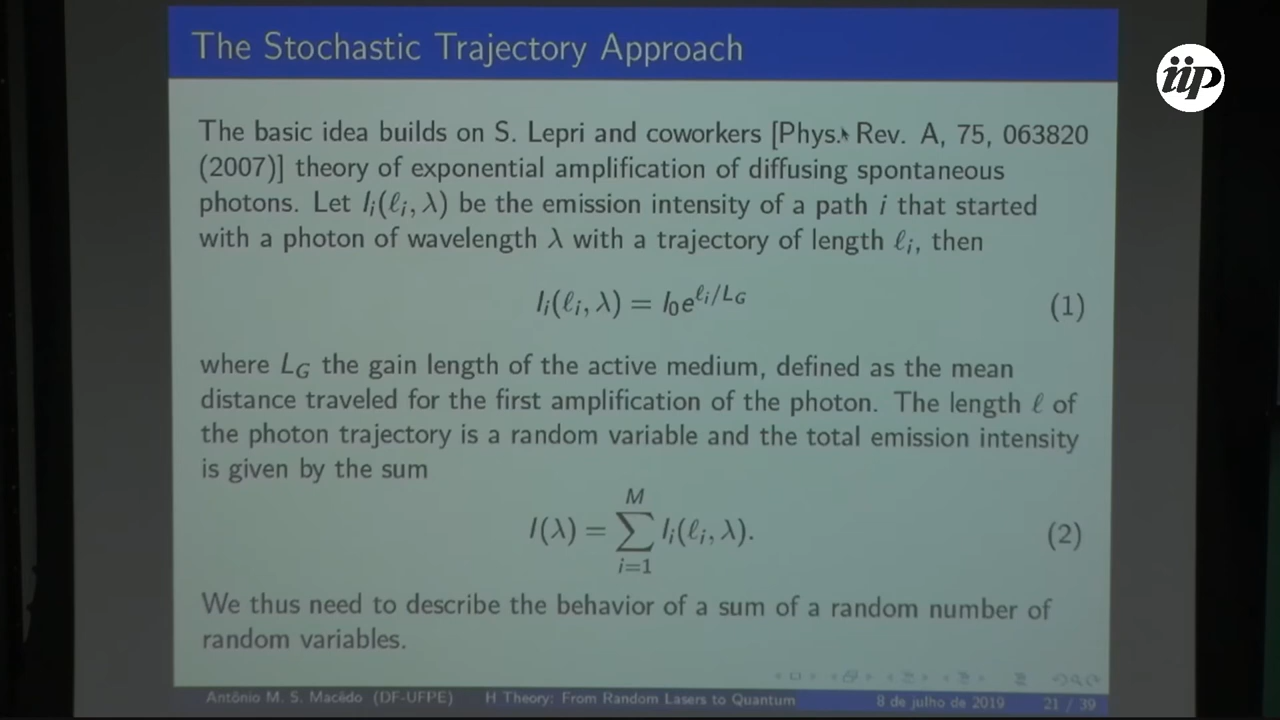 The Stochastic Trajectory Approach
iip
The basic idea builds on S. Lepri and coworkers [Phys. Rev. A, 75, 063820
(2007)] theory of exponential amplification of diffusing spontaneous
photons. Let I_i(ℓ_i, λ) be the emission intensity of a path i that started
with a photon of wavelength λ with a trajectory of length ℓ_i, then
I_i(ℓ_i, λ) = I_0 e^{ℓ_i/L_G} (1)
where L_G the gain length of the active medium, defined as the mean
distance traveled for the first amplification of the photon. The length ℓ of
the photon trajectory is a random variable and the total emission intensity
is given by the sum
I(λ) = ∑_{i=1}^{M} I_i(ℓ_i, λ). (2)
We thus need to describe the behavior of a sum of a random number of
random variables.
Antônio M. S. Macêdo (DF-UFPE) H Theory: From Random Lasers to Quantum 8 de julho de 2019 21 / 39